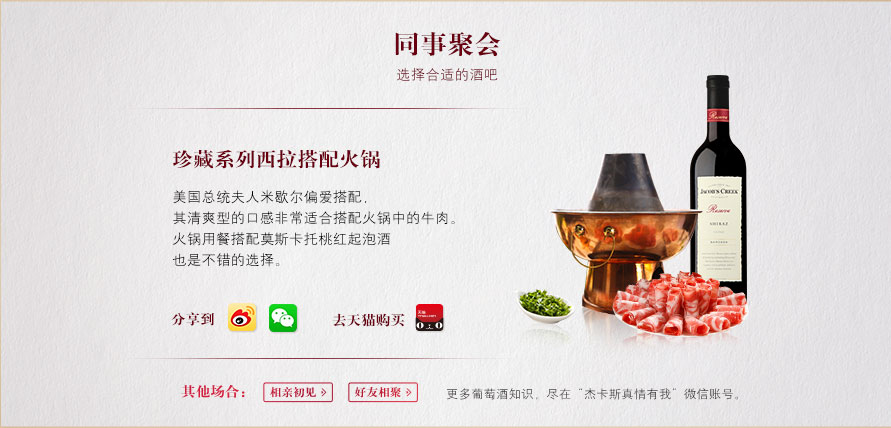 同事聚会
选择合适的酒吧
珍藏系列西拉搭配火锅
美国总统夫人米歇尔偏爱搭配,
其清爽型的口感非常适合搭配火锅中的牛肉。
火锅用餐搭配莫斯卡托桃红起泡酒
也是不错的选择。
分享到
去天猫购买
天猫
其他场合:
相亲初见 »
好友相聚 »
更多葡萄酒知识,尽在“杰卡斯真情有我”微信账号。
Reserve
JACOB'S CREEK
Reserve
SHIRAZ